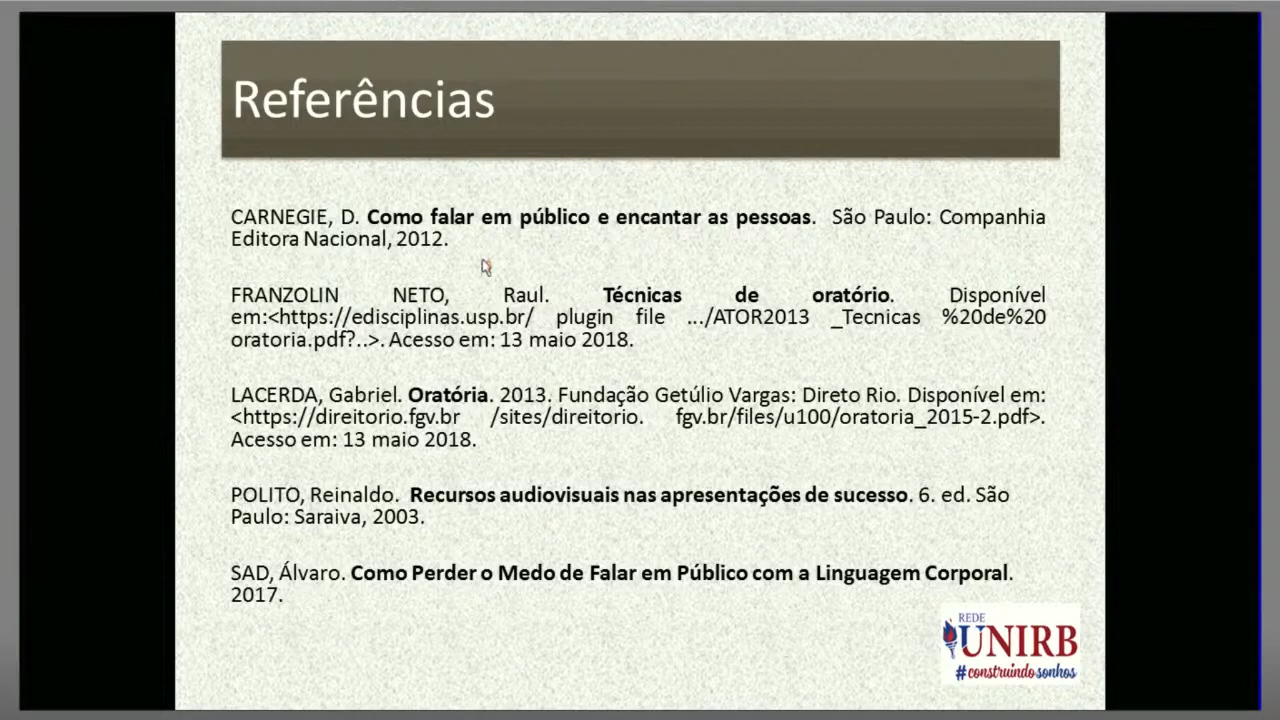 Referências
CARNEGIE, D. Como falar em público e encantar as pessoas. São Paulo: Companhia
Editora Nacional, 2012.
FRANZOLIN NETO, Raul. Técnicas de oratório. Disponível
em:<https://edisciplinas.usp.br/ plugin file .../ATOR2013 _Tecnicas %20de%20
oratoria.pdf?..>. Acesso em: 13 maio 2018.
LACERDA, Gabriel. Oratória. 2013. Fundação Getúlio Vargas: Direto Rio. Disponível em:
<https://direitorio.fgv.br /sites/direitorio. fgv.br/files/u100/oratoria_2015-2.pdf>.
Acesso em: 13 maio 2018.
POLITO, Reinaldo. Recursos audiovisuais nas apresentações de sucesso. 6. ed. São
Paulo: Saraiva, 2003.
SAD, Álvaro. Como Perder o Medo de Falar em Público com a Linguagem Corporal.
2017.
REDE
UNIRB
#construindosonhos